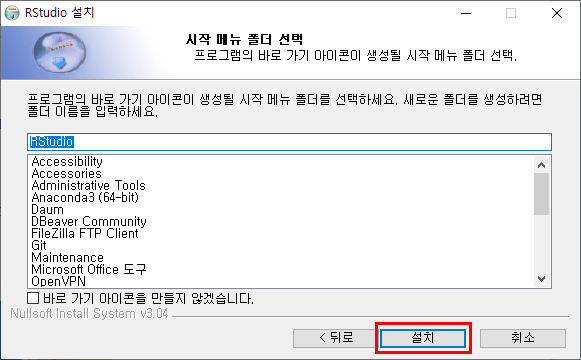 RStudio 설치
시작 메뉴 폴더 선택
프로그램의 바로 가기 아이콘이 생성될 시작 메뉴 폴더 선택.
프로그램의 바로 가기 아이콘이 생성될 시작 메뉴 폴더를 선택하세요. 새로운 폴더를 생성하려면
폴더 이름을 입력하세요.
RStudio
Accessibility
Accessories
Administrative Tools
Anaconda3 (64-bit)
Daum
DBeaver Community
FileZilla FTP Client
Git
Maintenance
Microsoft Office 도구
OpenVPN
바로 가기 아이콘을 만들지 않겠습니다.
Nullsoft Install System v3.04
< 뒤로
설치
취소